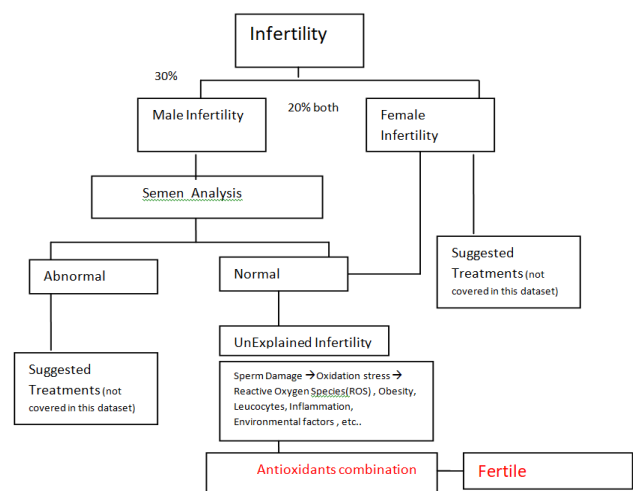 Infertility
30%
20% both
Male Infertility
Female
Infertility
Semen Analysis
Abnormal
Normal
Suggested
Treatments (not
covered in this dataset)
UnExplained Infertility
Suggested
Treatments (not
covered in this dataset)
Sperm Damage → Oxidation stress →
Reactive Oxygen Species(ROS) , Obesity,
Leucocytes, Inflammation,
Environmental factors , etc..
Antioxidants combination
Fertile